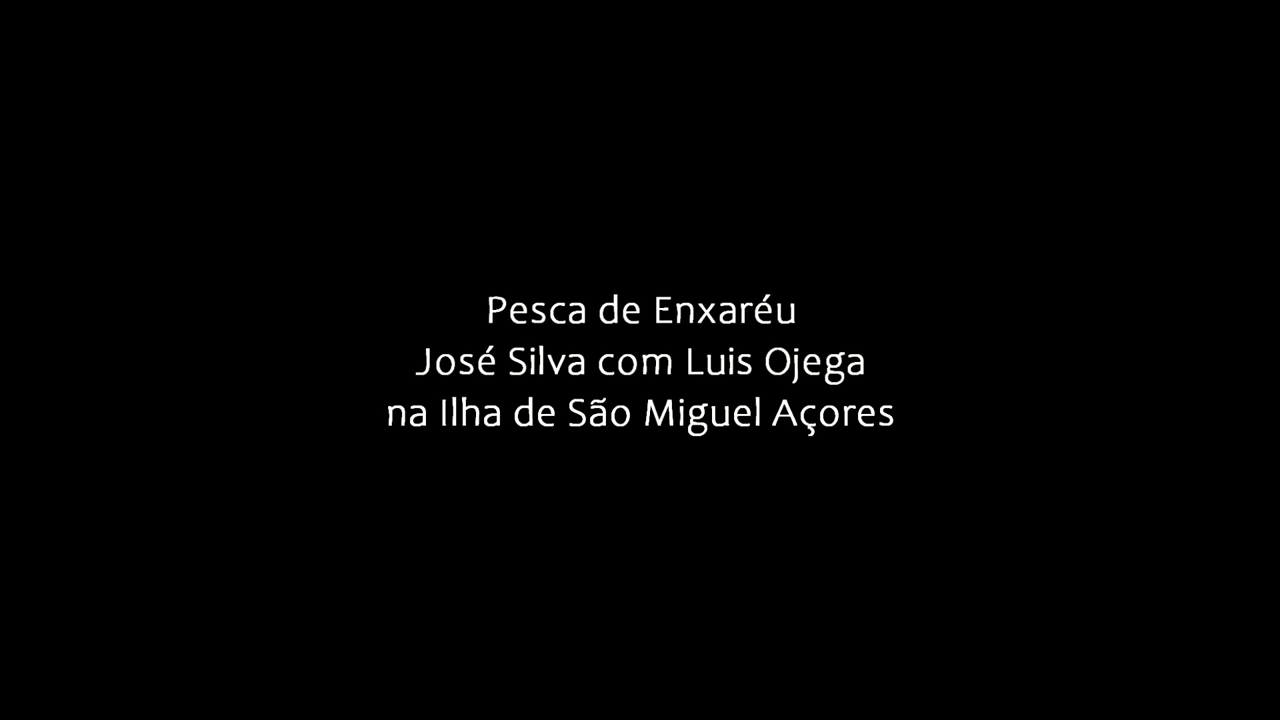 Pesca de Enxaréu
José Silva com Luis Ojega
na Ilha de São Miguel Açores